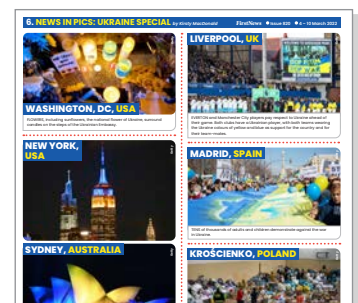 6. NEWS IN PICS: UKRAINE SPECIAL by Kirsty MacDonald FirstNews Issue 820 4 – 10 March 2022
WASHINGTON, DC, USA
FLOWERS, including sunflowers, the national flower of Ukraine, surround
candles on the steps of the Ukrainian Embassy.
NEW YORK,
USA
SYDNEY, AUSTRALIA
LIVERPOOL, UK
EVERTON and Manchester City players pay respect to Ukraine ahead of
their game. Both clubs have a Ukrainian player, with both teams wearing
the Ukraine colours of yellow and blue as support for the country and for
their team-mates.
MADRID, SPAIN
TENS of thousands of adults and children demonstrate against the war
in Ukraine.
KROŚCIENKO, POLAND